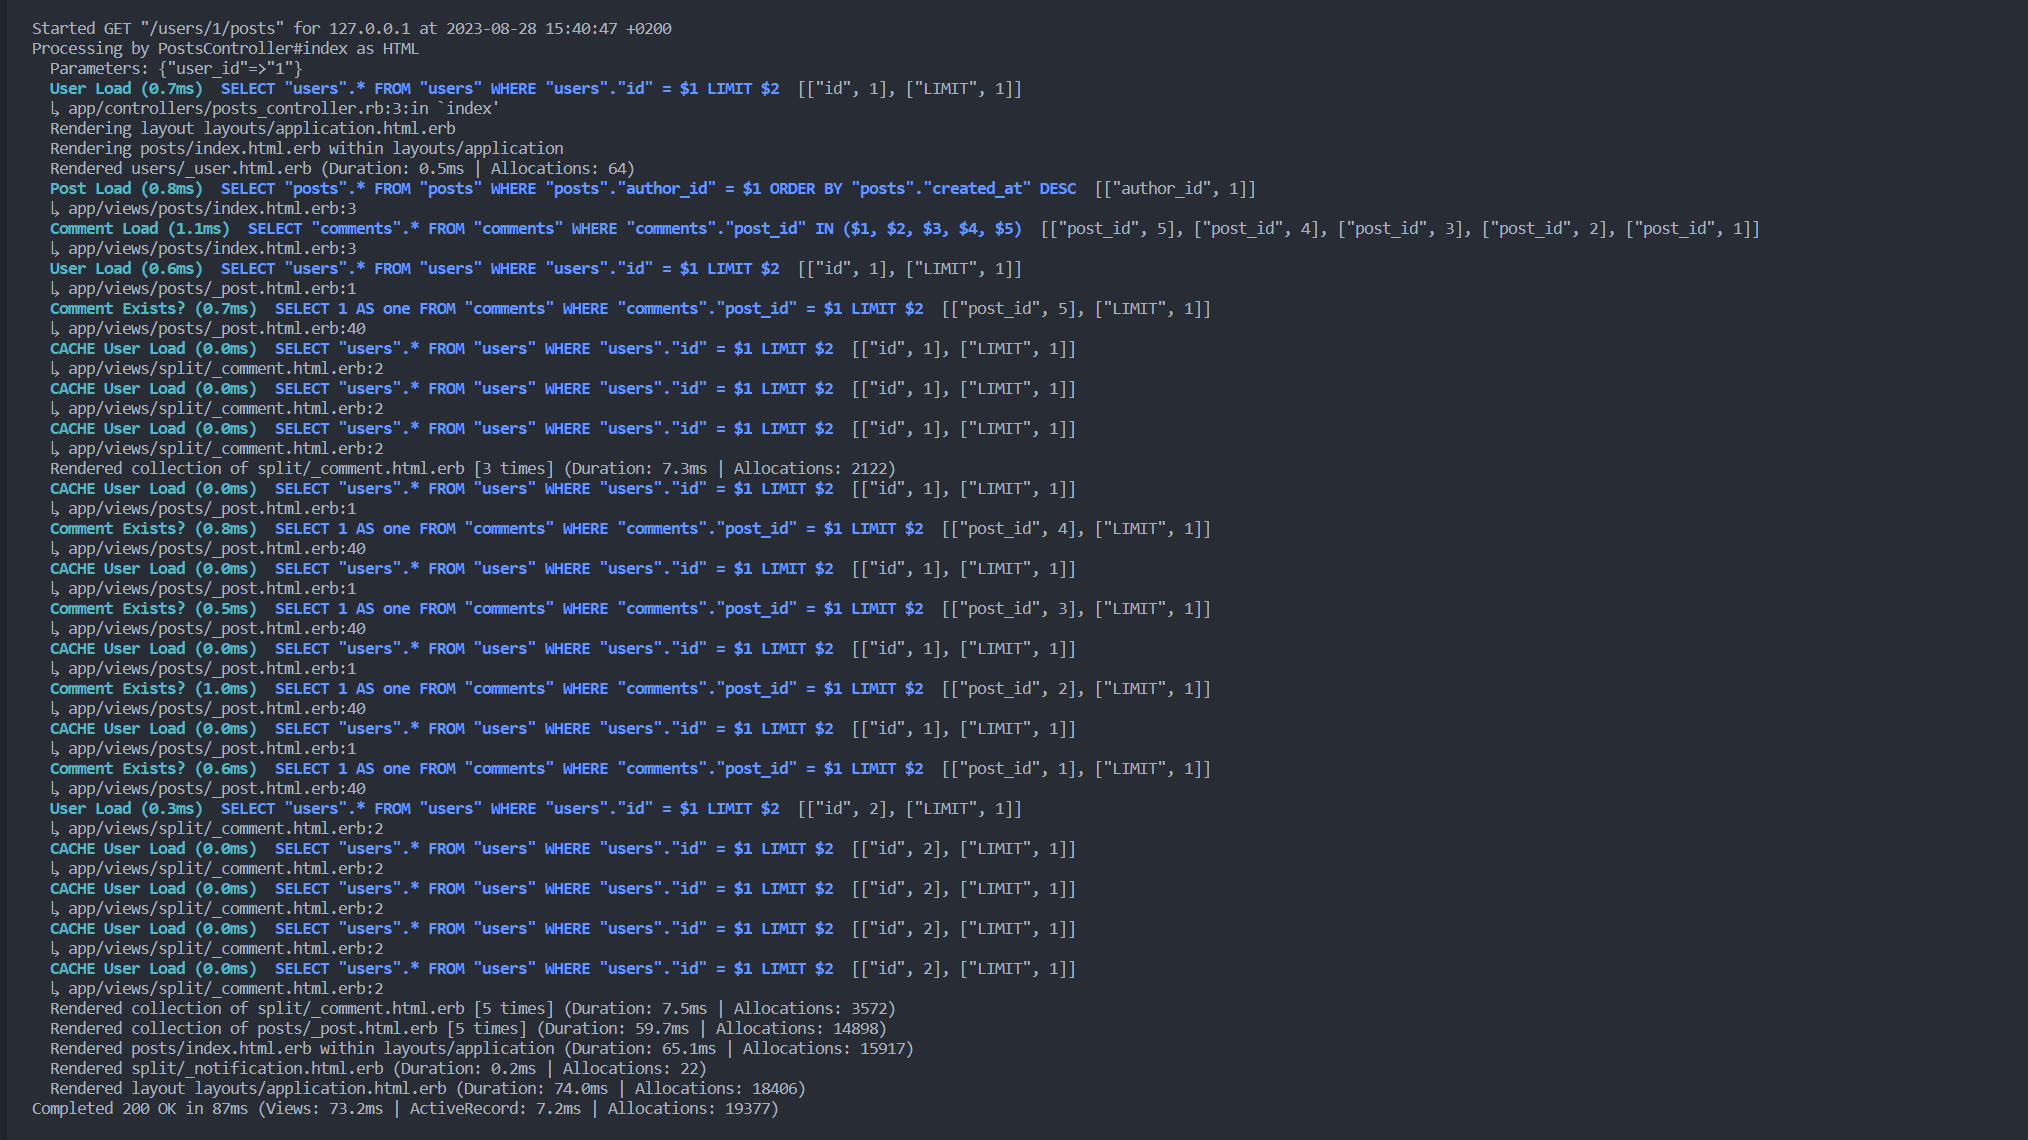 Started GET "/users/1/posts" for 127.0.0.1 at 2023-08-28 15:40:47 +0200
Processing by PostsController#index as HTML
  Parameters: {"user_id"=>"1"}
  User Load (0.7ms)  SELECT "users".* FROM "users" WHERE "users"."id" = $1 LIMIT $2  [["id", 1], ["LIMIT", 1]]
  ↳ app/controllers/posts_controller.rb:3:in `index'
  Rendering layout layouts/application.html.erb
  Rendering posts/index.html.erb within layouts/application
  Rendered users/_user.html.erb (Duration: 0.5ms | Allocations: 64)
  Post Load (0.8ms)  SELECT "posts".* FROM "posts" WHERE "posts"."author_id" = $1 ORDER BY "posts"."created_at" DESC  [["author_id", 1]]
  ↳ app/views/posts/index.html.erb:3
  Comment Load (1.1ms)  SELECT "comments".* FROM "comments" WHERE "comments"."post_id" IN ($1, $2, $3, $4, $5)  [["post_id", 5], ["post_id", 4], ["post_id", 3], ["post_id", 2], ["post_id", 1]]
  ↳ app/views/posts/index.html.erb:3
  User Load (0.6ms)  SELECT "users".* FROM "users" WHERE "users"."id" = $1 LIMIT $2  [["id", 1], ["LIMIT", 1]]
  ↳ app/views/posts/_post.html.erb:1
  Comment Exists? (0.7ms)  SELECT 1 AS one FROM "comments" WHERE "comments"."post_id" = $1 LIMIT $2  [["post_id", 5], ["LIMIT", 1]]
  ↳ app/views/posts/_post.html.erb:40
  CACHE User Load (0.0ms)  SELECT "users".* FROM "users" WHERE "users"."id" = $1 LIMIT $2  [["id", 1], ["LIMIT", 1]]
  ↳ app/views/split/_comment.html.erb:2
  CACHE User Load (0.0ms)  SELECT "users".* FROM "users" WHERE "users"."id" = $1 LIMIT $2  [["id", 1], ["LIMIT", 1]]
  ↳ app/views/split/_comment.html.erb:2
  CACHE User Load (0.0ms)  SELECT "users".* FROM "users" WHERE "users"."id" = $1 LIMIT $2  [["id", 1], ["LIMIT", 1]]
  ↳ app/views/split/_comment.html.erb:2
  Rendered collection of split/_comment.html.erb [3 times] (Duration: 7.3ms | Allocations: 2122)
  CACHE User Load (0.0ms)  SELECT "users".* FROM "users" WHERE "users"."id" = $1 LIMIT $2  [["id", 1], ["LIMIT", 1]]
  ↳ app/views/posts/_post.html.erb:1
  Comment Exists? (0.8ms)  SELECT 1 AS one FROM "comments" WHERE "comments"."post_id" = $1 LIMIT $2  [["post_id", 4], ["LIMIT", 1]]
  ↳ app/views/posts/_post.html.erb:40
  CACHE User Load (0.0ms)  SELECT "users".* FROM "users" WHERE "users"."id" = $1 LIMIT $2  [["id", 1], ["LIMIT", 1]]
  ↳ app/views/posts/_post.html.erb:1
  Comment Exists? (0.5ms)  SELECT 1 AS one FROM "comments" WHERE "comments"."post_id" = $1 LIMIT $2  [["post_id", 3], ["LIMIT", 1]]
  ↳ app/views/posts/_post.html.erb:40
  CACHE User Load (0.0ms)  SELECT "users".* FROM "users" WHERE "users"."id" = $1 LIMIT $2  [["id", 1], ["LIMIT", 1]]
  ↳ app/views/posts/_post.html.erb:1
  Comment Exists? (1.0ms)  SELECT 1 AS one FROM "comments" WHERE "comments"."post_id" = $1 LIMIT $2  [["post_id", 2], ["LIMIT", 1]]
  ↳ app/views/posts/_post.html.erb:40
  CACHE User Load (0.0ms)  SELECT "users".* FROM "users" WHERE "users"."id" = $1 LIMIT $2  [["id", 1], ["LIMIT", 1]]
  ↳ app/views/posts/_post.html.erb:1
  Comment Exists? (0.6ms)  SELECT 1 AS one FROM "comments" WHERE "comments"."post_id" = $1 LIMIT $2  [["post_id", 1], ["LIMIT", 1]]
  ↳ app/views/posts/_post.html.erb:40
  User Load (0.3ms)  SELECT "users".* FROM "users" WHERE "users"."id" = $1 LIMIT $2  [["id", 2], ["LIMIT", 1]]
  ↳ app/views/split/_comment.html.erb:2
  CACHE User Load (0.0ms)  SELECT "users".* FROM "users" WHERE "users"."id" = $1 LIMIT $2  [["id", 2], ["LIMIT", 1]]
  ↳ app/views/split/_comment.html.erb:2
  CACHE User Load (0.0ms)  SELECT "users".* FROM "users" WHERE "users"."id" = $1 LIMIT $2  [["id", 2], ["LIMIT", 1]]
  ↳ app/views/split/_comment.html.erb:2
  CACHE User Load (0.0ms)  SELECT "users".* FROM "users" WHERE "users"."id" = $1 LIMIT $2  [["id", 2], ["LIMIT", 1]]
  ↳ app/views/split/_comment.html.erb:2
  CACHE User Load (0.0ms)  SELECT "users".* FROM "users" WHERE "users"."id" = $1 LIMIT $2  [["id", 2], ["LIMIT", 1]]
  ↳ app/views/split/_comment.html.erb:2
  Rendered collection of split/_comment.html.erb [5 times] (Duration: 7.5ms | Allocations: 3572)
  Rendered collection of posts/_post.html.erb [5 times] (Duration: 59.7ms | Allocations: 14898)
  Rendered posts/index.html.erb within layouts/application (Duration: 65.1ms | Allocations: 15917)
  Rendered split/_notification.html.erb (Duration: 0.2ms | Allocations: 22)
  Rendered layout layouts/application.html.erb (Duration: 74.0ms | Allocations: 18406)
Completed 200 OK in 87ms (Views: 73.2ms | ActiveRecord: 7.2ms | Allocations: 19377)